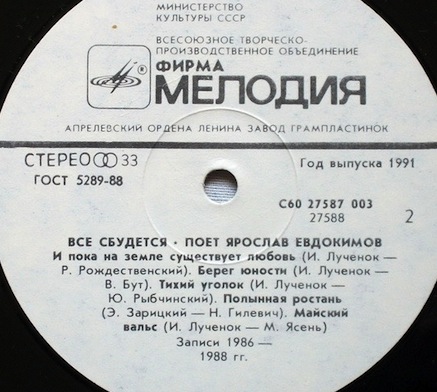 МИНИСТЕРСТВО
КУЛЬТУРЫ СССР
ВСЕСОЮЗНОЕ ТВОРЧЕСКО-
ПРОИЗВОДСТВЕННОЕ ОБЪЕДИНЕНИЕ
ФИРМА
® МЕЛОДИЯ
АПРЕЛЕВСКИЙ ОРДЕНА ЛЕНИНА ЗАВОД ГРАМПЛАСТИНОК
СТЕРЕО 33
Год выпуска 1991
ГОСТ 5289-88
С60 27587 003
27588
2
ВСЕ СБУДЕТСЯ · ПОЕТ ЯРОСЛАВ ЕВДОКИМОВ
И пока на земле существует любовь (И. Лученок —
Р. Рождественский). Берег юности (И. Лученок —
В. Бут). Тихий уголок (И. Лученок —
Ю. Рыбчинский). Полынная ростань
(Э. Зарицкий — Н. Гилевич). Майский
вальс (И. Лученок — М. Ясень)
Записи 1986 —
1988 гг.